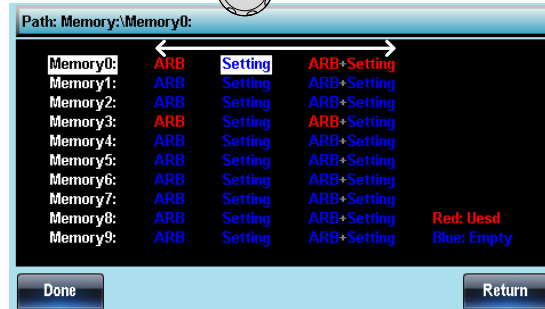 Path: Memory:\Memory0:
Memory0: ARB Setting ARB+Setting
Memory1: ARB Setting ARB+Setting
Memory2: ARB Setting ARB+Setting
Memory3: ARB Setting ARB+Setting
Memory4: ARB Setting ARB+Setting
Memory5: ARB Setting ARB+Setting
Memory6: ARB Setting ARB+Setting
Memory7: ARB Setting ARB+Setting
Memory8: ARB Setting ARB+Setting Red: Uesd
Memory9: ARB Setting ARB+Setting Blue: Empty
Done Return